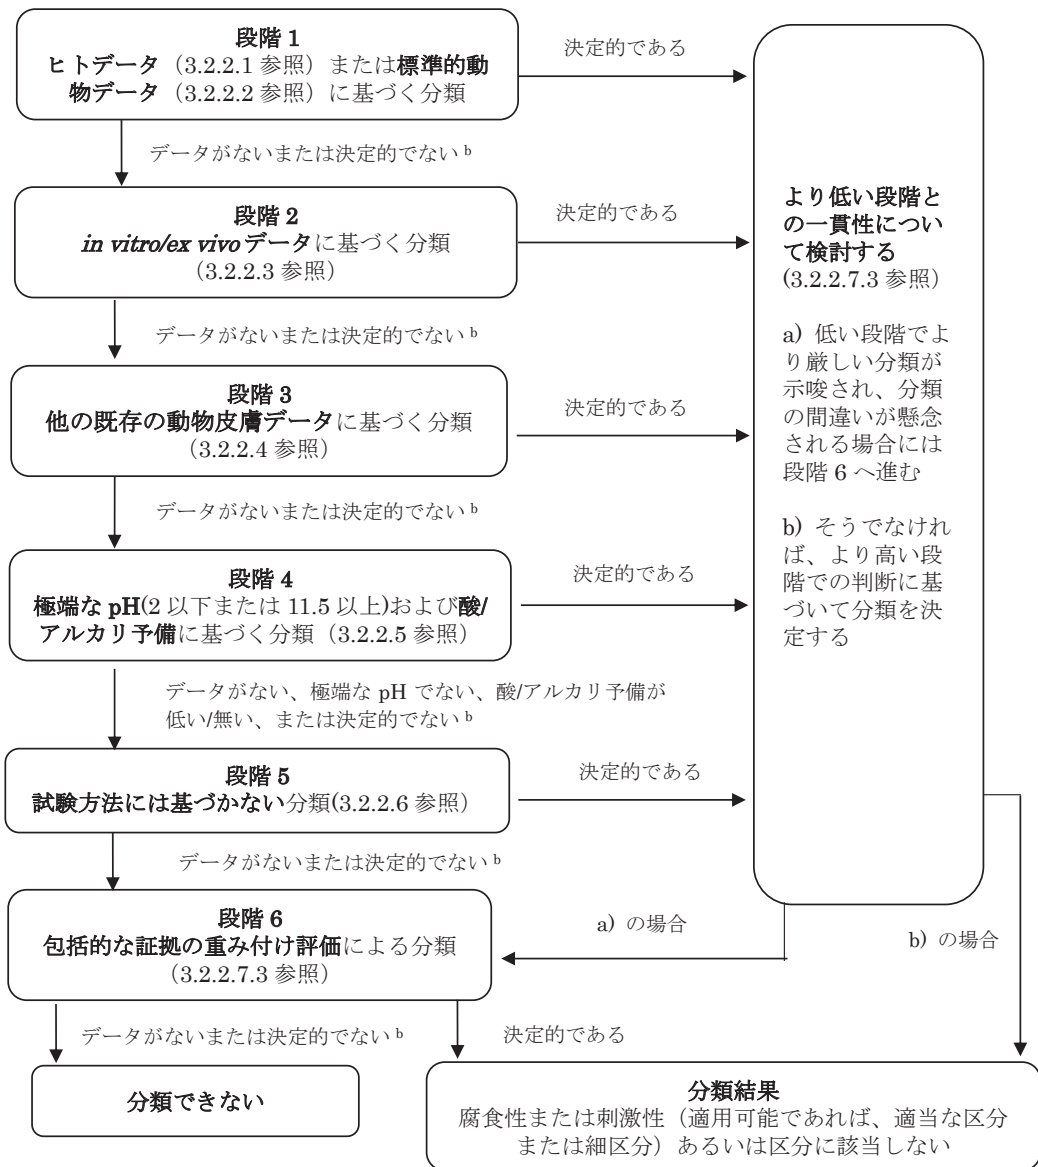 段階 1
ヒトデータ（3.2.2.1 参照）または標準的動
物データ（3.2.2.2 参照）に基づく分類
決定的である
データがないまたは決定的でない b
段階 2
in vitro/ex vivo データに基づく分類
（3.2.2.3 参照）
決定的である
データがないまたは決定的でない b
段階 3
他の既存の動物皮膚データに基づく分類
（3.2.2.4 参照）
決定的である
データがないまたは決定的でない b
段階 4
極端な pH(2 以下または 11.5 以上)および酸/
アルカリ予備に基づく分類（3.2.2.5 参照）
決定的である
データがない、極端な pH でない、酸/アルカリ予備が
低い/無い、または決定的でない b
段階 5
試験方法には基づかない分類(3.2.2.6 参照）
決定的である
データがないまたは決定的でない b
より低い段階と
の一貫性につい
て検討する
(3.2.2.7.3 参照）
a) 低い段階でよ
り厳しい分類が
示唆され、分類
の間違いが懸念
される場合には
段階 6 へ進む
b) そうでなけれ
ば、より高い段
階での判断に基
づいて分類を決
定する
段階 6
包括的な証拠の重み付け評価による分類
（3.2.2.7.3 参照）
a) の場合
b) の場合
データがないまたは決定的でない b
決定的である
分類できない
分類結果
腐食性または刺激性（適用可能であれば、適当な区分
または細区分）あるいは区分に該当しない